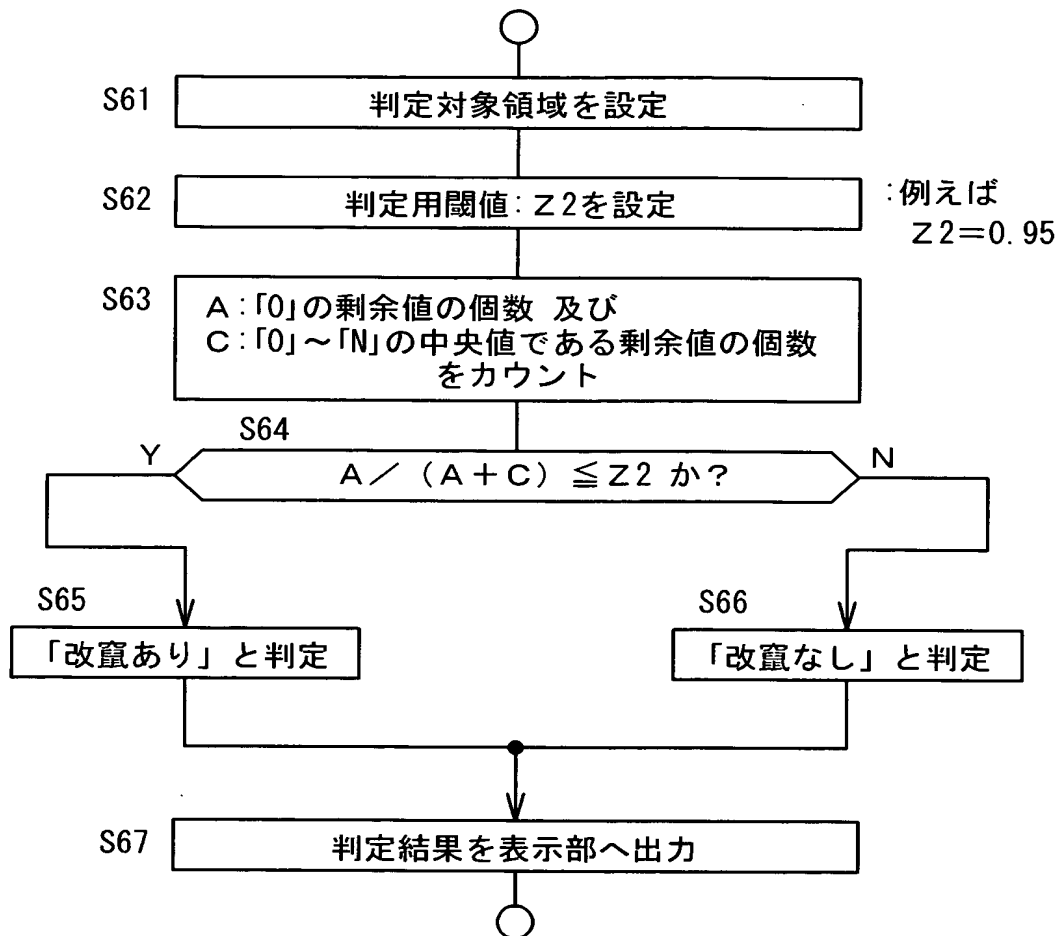 S61
判定対象領域を設定
S62
判定用閾値:Z2を設定
:例えば
Z2=0.95
S63
A:「0」の剰余値の個数 及び
C:「0」~「N」の中央値である剰余値の個数
をカウント
S64
Y
A/(A+C)≦Z2 か?
N
S65
「改竄あり」と判定
S66
「改竄なし」と判定
S67
判定結果を表示部へ出力